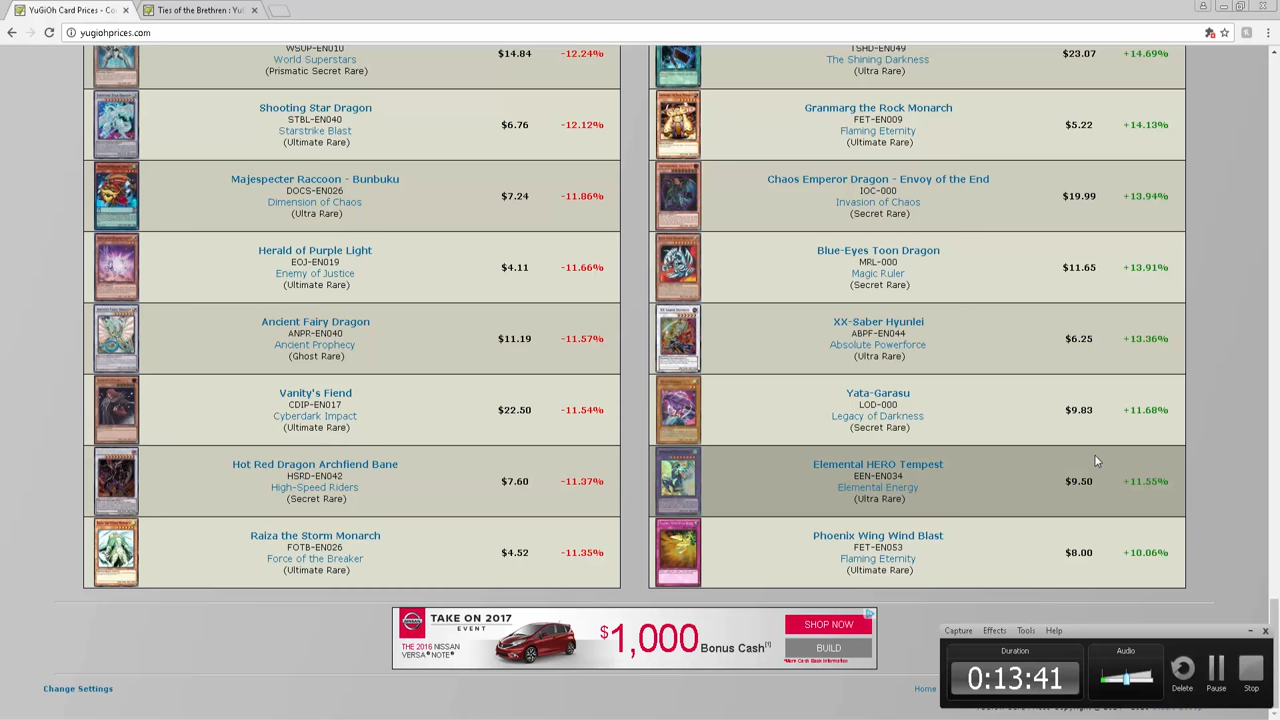 YuGiOh Card Prices - Co
Ties of the Brethren : Yu
yugiohprices.com
WSUP-EN010
World Superstars
(Prismatic Secret Rare)
$14.84
-12.24%
TSHD-EN049
The Shining Darkness
(Ultra Rare)
$23.07
+14.69%
Shooting Star Dragon
STBL-EN040
Starstrike Blast
(Ultimate Rare)
$6.76
-12.12%
Granmarg the Rock Monarch
FET-EN009
Flaming Eternity
(Ultimate Rare)
$5.22
+14.13%
Majespecter Raccoon - Bunbuku
DOCS-EN026
Dimension of Chaos
(Ultra Rare)
$7.24
-11.86%
Chaos Emperor Dragon - Envoy of the End
IOC-000
Invasion of Chaos
(Secret Rare)
$19.99
+13.94%
Herald of Purple Light
EOJ-EN019
Enemy of Justice
(Ultimate Rare)
$4.11
-11.66%
Blue-Eyes Toon Dragon
MRL-000
Magic Ruler
(Secret Rare)
$11.65
+13.91%
Ancient Fairy Dragon
ANPR-EN040
Ancient Prophecy
(Ghost Rare)
$11.19
-11.57%
XX-Saber Hyunlei
ABPF-EN044
Absolute Powerforce
(Ultra Rare)
$6.25
+13.36%
Vanity's Fiend
CDIP-EN017
Cyberdark Impact
(Ultimate Rare)
$22.50
-11.54%
Yata-Garasu
LOD-000
Legacy of Darkness
(Secret Rare)
$9.83
+11.68%
Hot Red Dragon Archfiend Bane
HSRD-EN042
High-Speed Riders
(Secret Rare)
$7.60
-11.37%
Elemental HERO Tempest
EEN-EN034
Elemental Energy
(Ultra Rare)
$9.50
+11.55%
Raiza the Storm Monarch
FOTB-EN026
Force of the Breaker
(Ultimate Rare)
$4.52
-11.35%
Phoenix Wing Wind Blast
FET-EN053
Flaming Eternity
(Ultimate Rare)
$8.00
+10.06%
NISSAN
TAKE ON 2017
EVENT
THE 2016 NISSAN
VERSA® NOTE®
$1,000 Bonus Cash[1]
SHOP NOW
BUILD
*More Cash Back Information
Change Settings
Home
Capture Effects Tools Help
Duration
0:13:41
Audio
Delete
Pause
Stop